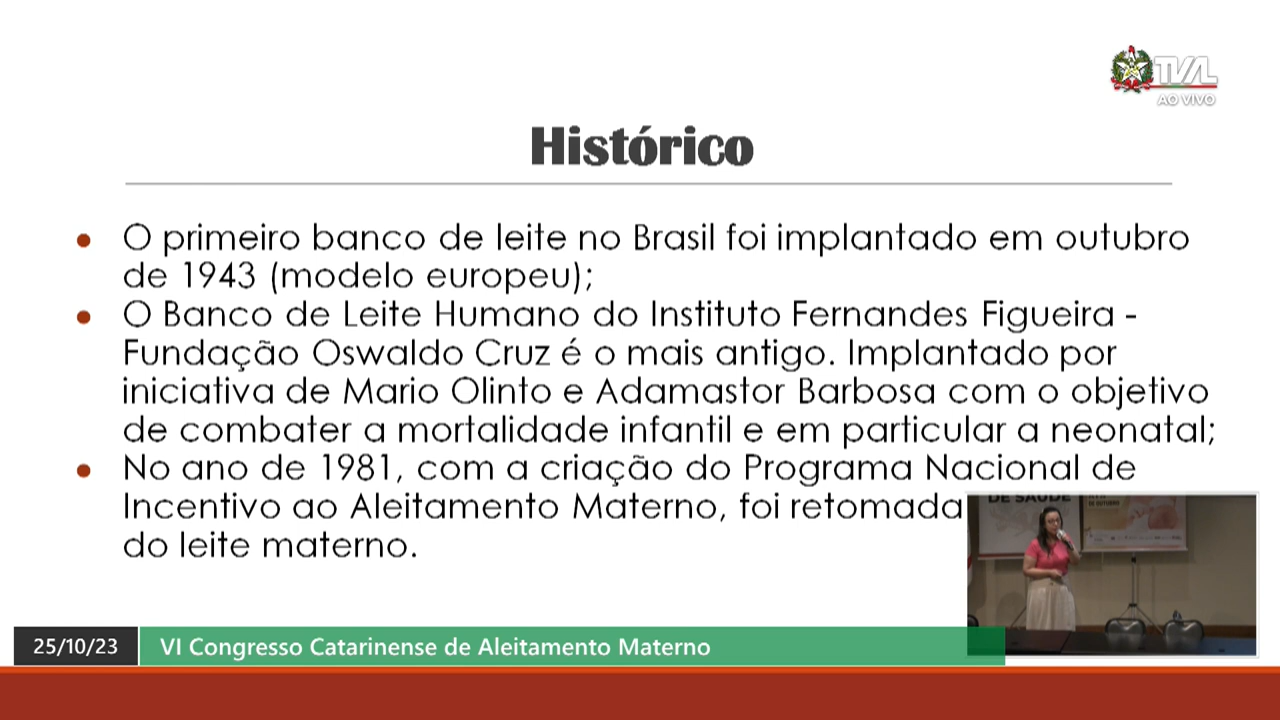 TVAL
AO VIVO
Histórico
• O primeiro banco de leite no Brasil foi implantado em outubro
de 1943 (modelo europeu);
• O Banco de Leite Humano do Instituto Fernandes Figueira -
Fundação Oswaldo Cruz é o mais antigo. Implantado por
iniciativa de Mario Olinto e Adamastor Barbosa com o objetivo
de combater a mortalidade infantil e em particular a neonatal;
• No ano de 1981, com a criação do Programa Nacional de
Incentivo ao Aleitamento Materno, foi retomada
do leite materno.
DE SAÚDE
25/10/23
VI Congresso Catarinense de Aleitamento Materno